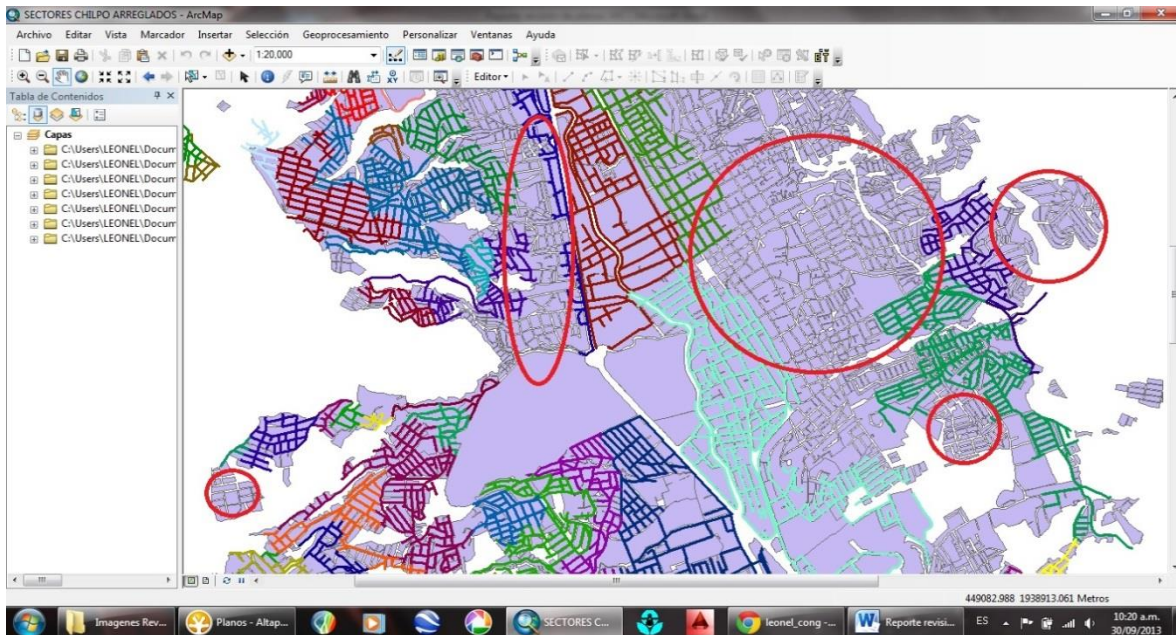 SECTORES CHILPO ARREGLADOS - ArcMap
Archivo Editar Vista Marcador Insertar Selección Geoprocesamiento Personalizar Ventanas Ayuda
1:20.000
Editor
Tabla de Contenidos
Capas
C:\Users\LEONEL\Docum
C:\Users\LEONEL\Docum
C:\Users\LEONEL\Docum
C:\Users\LEONEL\Docum
C:\Users\LEONEL\Docum
C:\Users\LEONEL\Docum
449082.988 1938913.061 Metros
Imagenes Rev...
Planos - Altap...
SECTORES C...
leonel_cong -...
Reporte revisi...
ES
10:20 a.m.
30/09/2013